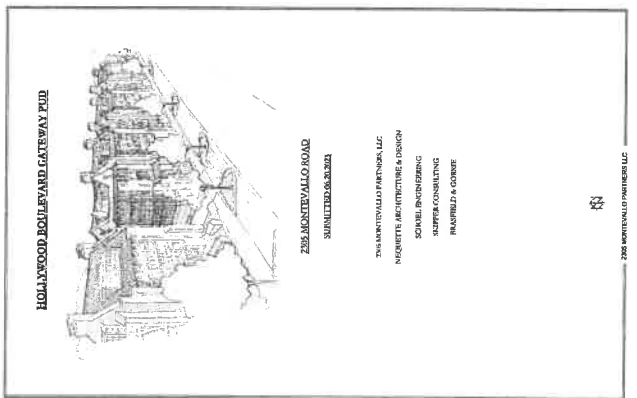 HOLLYWOOD BOULEVARD GATEWAY PUD
2305 MONTEVALLO ROAD
SUBMITTED 06.20.2023
2305 MONTEVALLO PARTNERS, LLC
NEQUETTE ARCHITECTURE & DESIGN
SCHOEL ENGINEERING
SKIPPER CONSULTING
BRASFIELD & GORRIE
2305 MONTEVALLO PARTNERS LLC